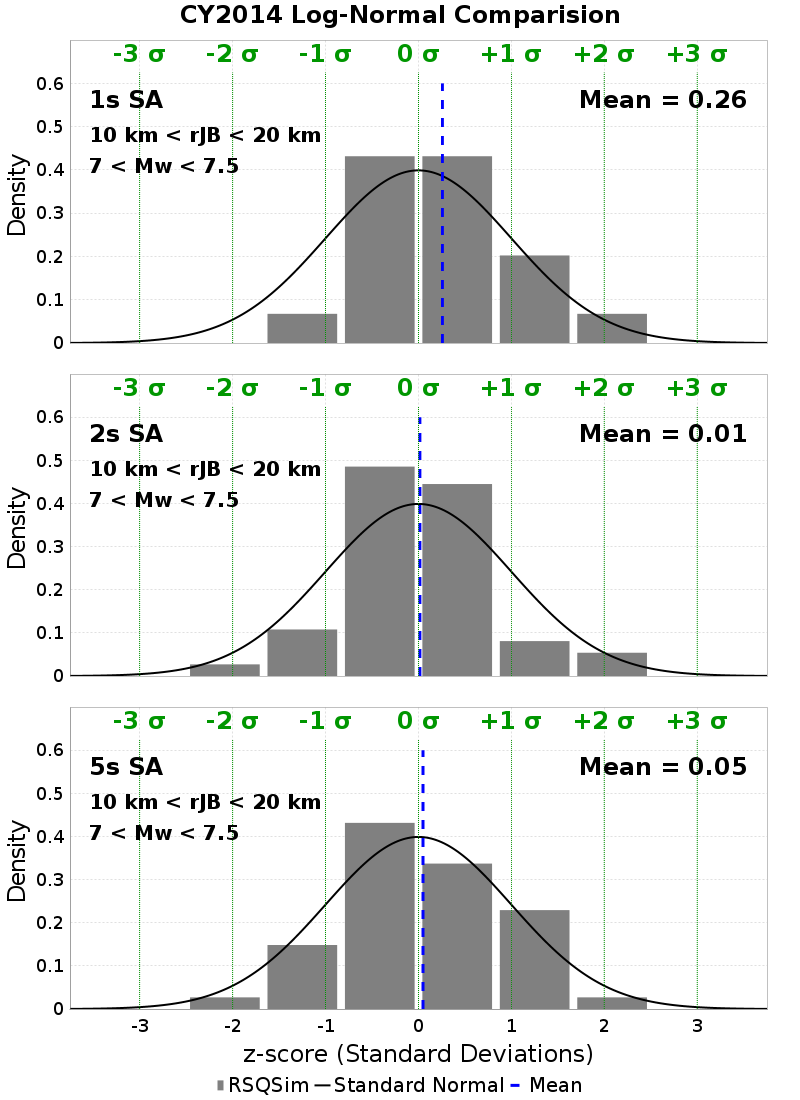 CY2014 Log-Normal Comparision
-3 σ -2 σ -1 σ 0 σ +1 σ +2 σ +3 σ
0.6
1s SA Mean = 0.26
0.5
10 km < rJB < 20 km
7 < Mw < 7.5
0.4
0.3
0.2
0.1
0
Density
-3 σ -2 σ -1 σ 0 σ +1 σ +2 σ +3 σ
0.6
2s SA Mean = 0.01
0.5
10 km < rJB < 20 km
7 < Mw < 7.5
0.4
0.3
0.2
0.1
0
Density
-3 σ -2 σ -1 σ 0 σ +1 σ +2 σ +3 σ
0.6
5s SA Mean = 0.05
0.5
10 km < rJB < 20 km
7 < Mw < 7.5
0.4
0.3
0.2
0.1
0
Density
-3 -2 -1 0 1 2 3
z-score (Standard Deviations)
RSQSim Standard Normal Mean